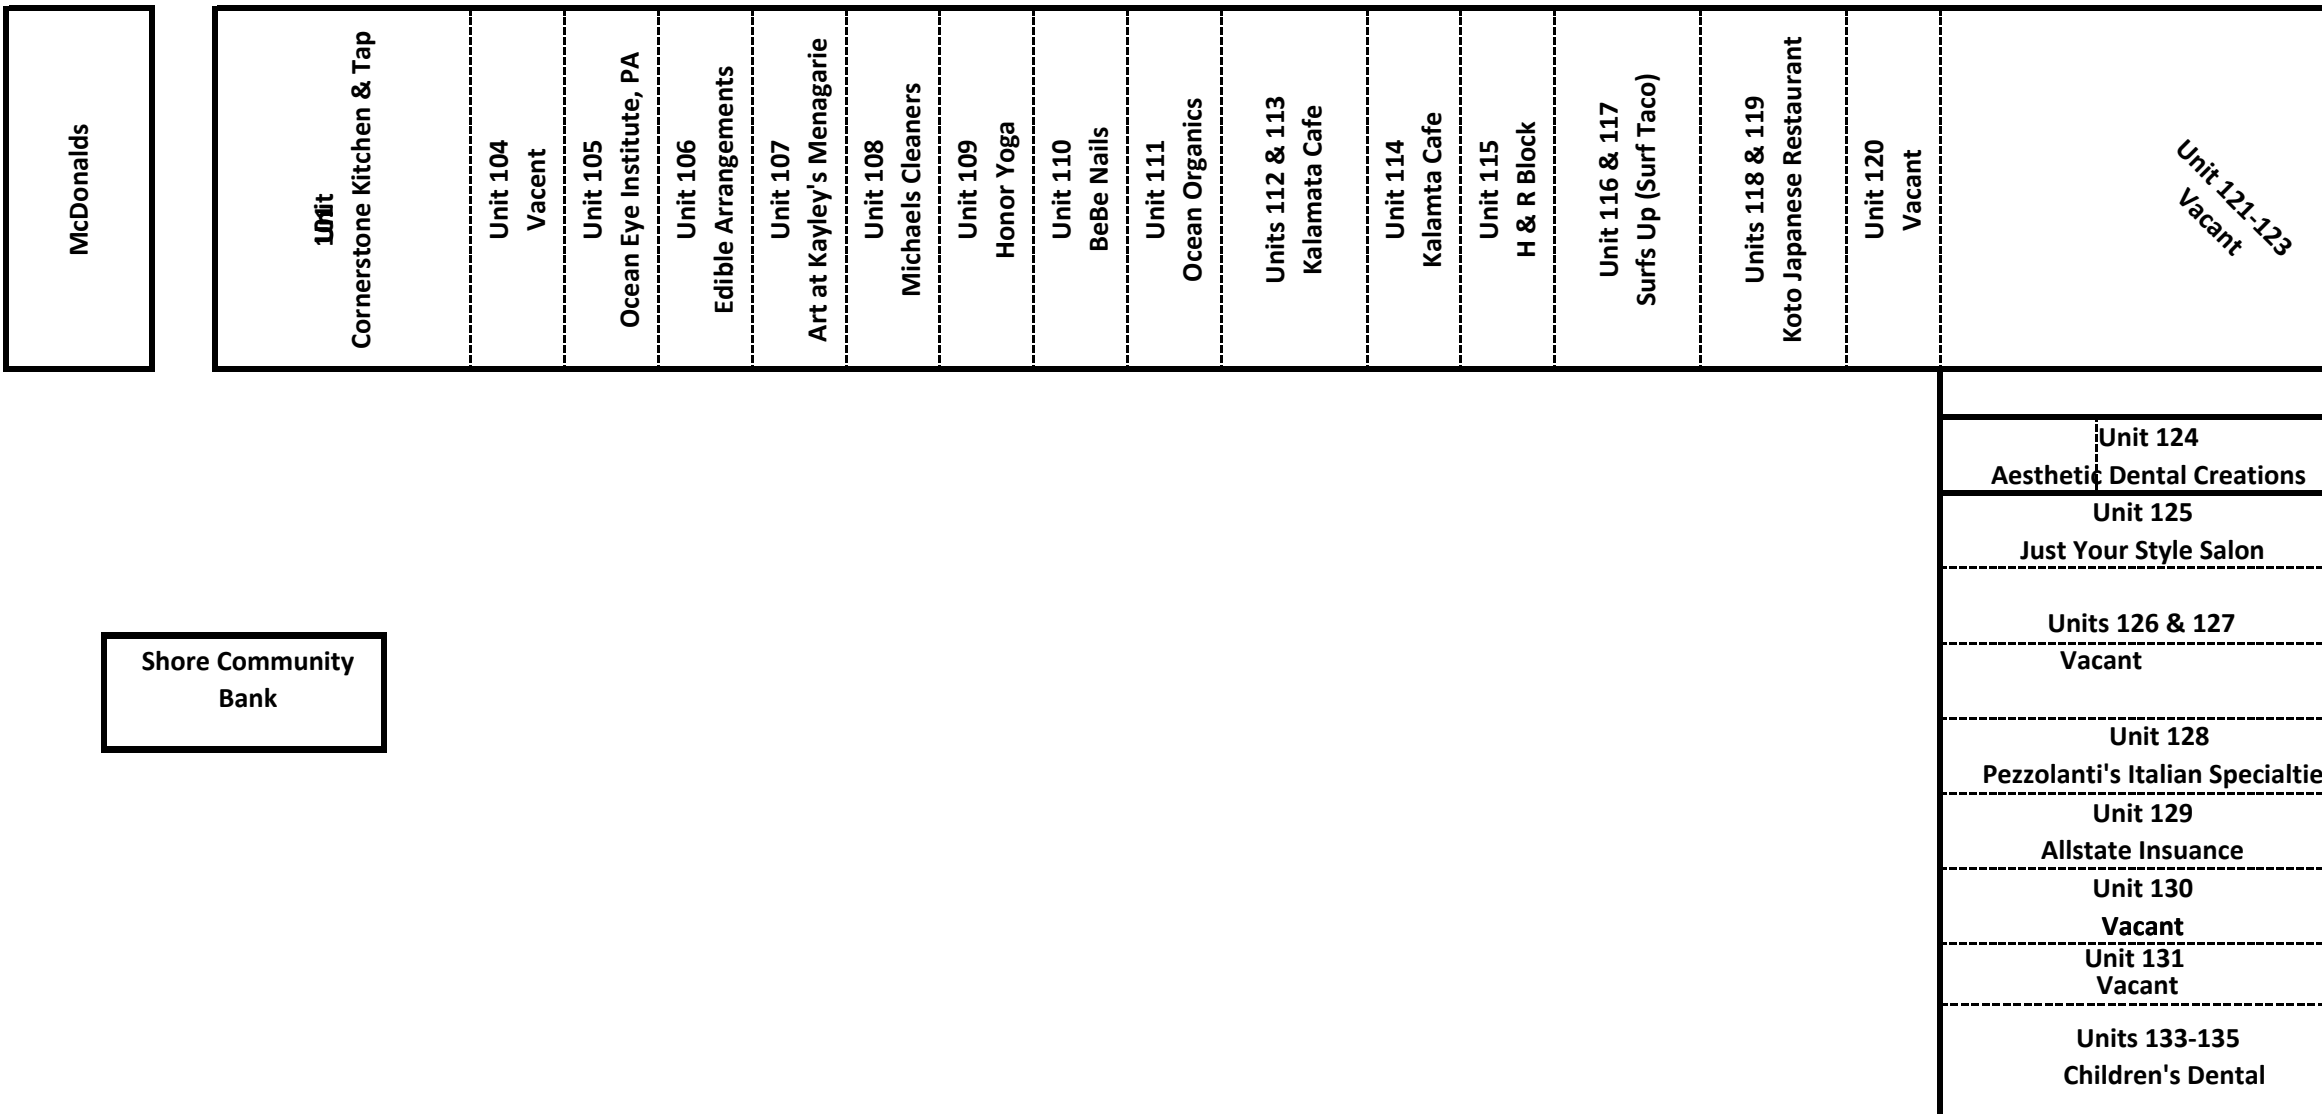 McDonalds
Unit
101
Cornerstone Kitchen & Tap
Unit 104
Vacent
Unit 105
Ocean Eye Institute, PA
Unit 106
Edible Arrangements
Unit 107
Art at Kayley's Menagarie
Unit 108
Michaels Cleaners
Unit 109
Honor Yoga
Unit 110
BeBe Nails
Unit 111
Ocean Organics
Units 112 & 113
Kalamata Cafe
Unit 114
Kalamta Cafe
Unit 115
H & R Block
Unit 116 & 117
Surfs Up (Surf Taco)
Units 118 & 119
Koto Japanese Restaurant
Unit 120
Vacant
Unit 121-123
Vacant
Unit 124
Aesthetic Dental Creations
Unit 125
Just Your Style Salon
Units 126 & 127
Vacant
Shore Community
Bank
Unit 128
Pezzolanti's Italian Specialtie
Unit 129
Allstate Insuance
Unit 130
Vacant
Unit 131
Vacant
Units 133-135
Children's Dental